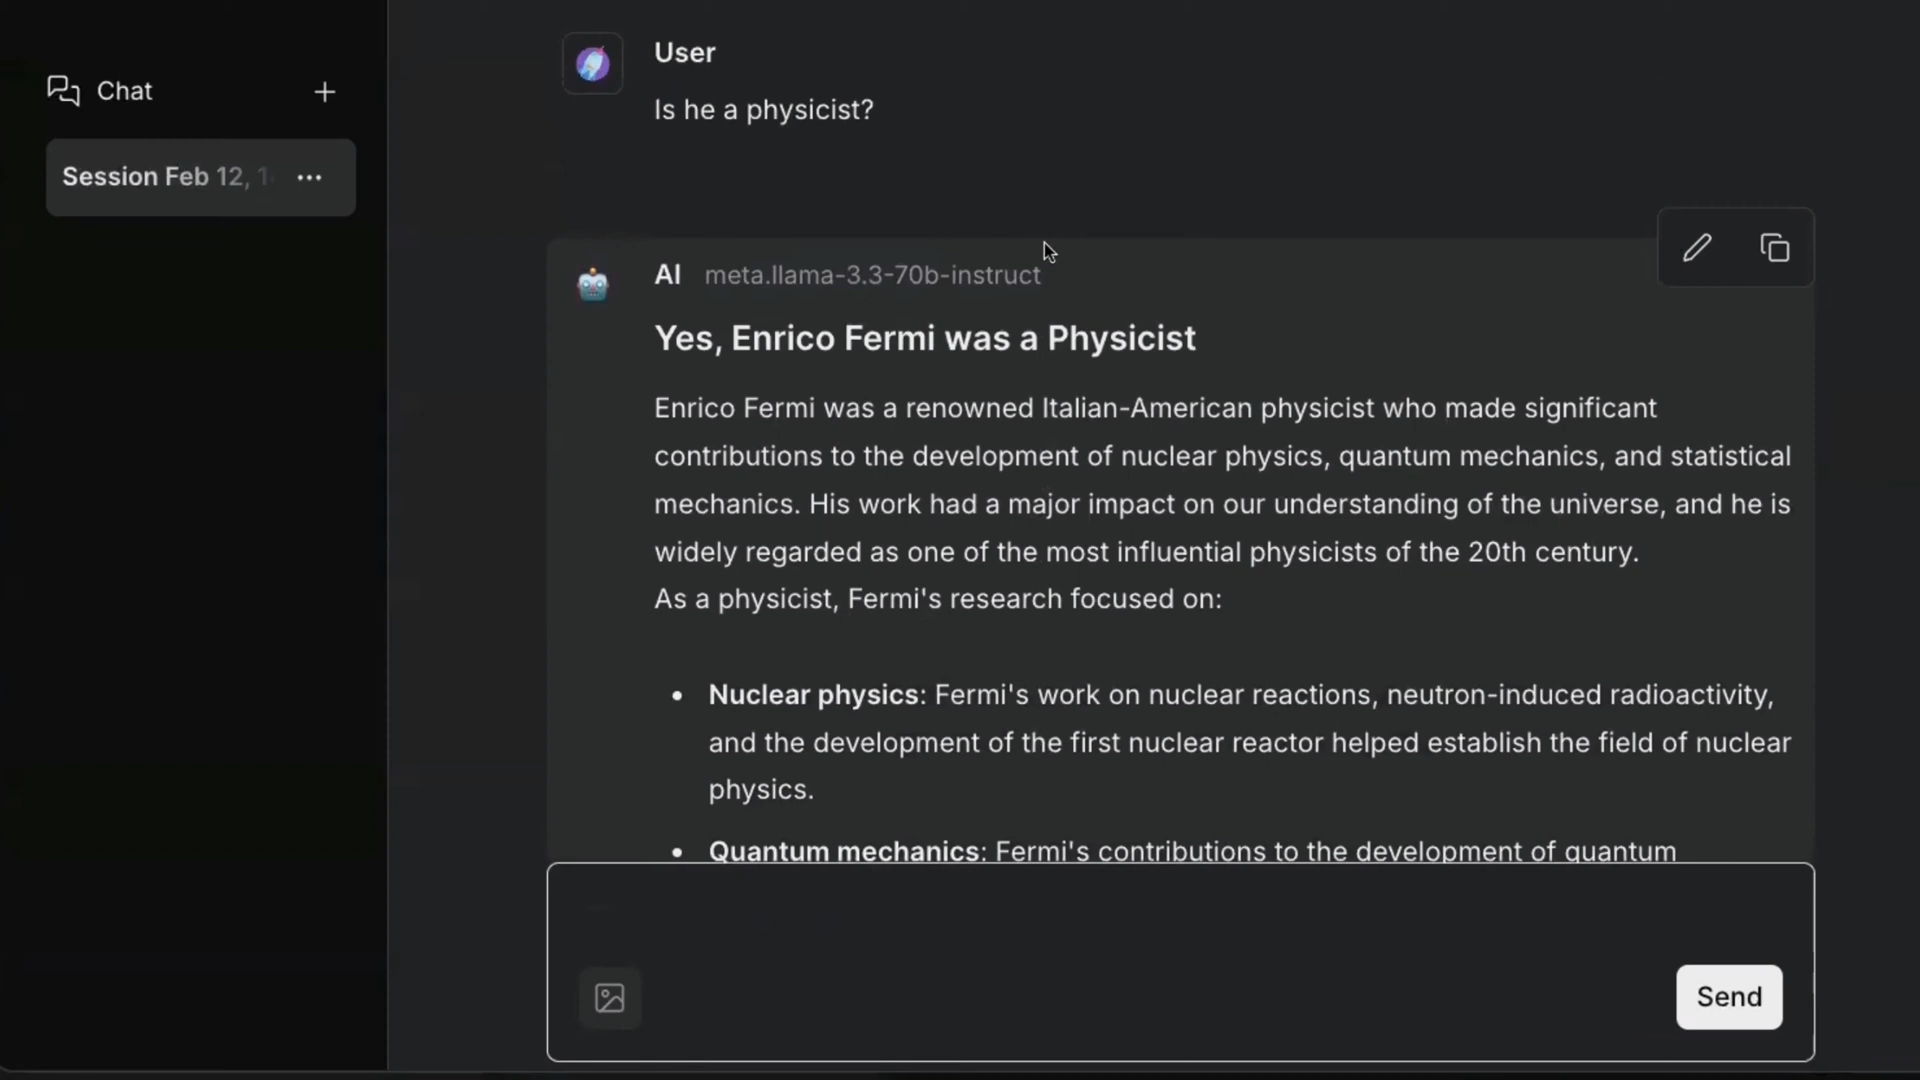 Chat
Session Feb 12,
User
Is he a physicist?
AI meta.llama-3.3-70b-instruct
Yes, Enrico Fermi was a Physicist
Enrico Fermi was a renowned Italian-American physicist who made significant
contributions to the development of nuclear physics, quantum mechanics, and statistical
mechanics. His work had a major impact on our understanding of the universe, and he is
widely regarded as one of the most influential physicists of the 20th century.
As a physicist, Fermi's research focused on:
• Nuclear physics: Fermi's work on nuclear reactions, neutron-induced radioactivity,
and the development of the first nuclear reactor helped establish the field of nuclear
physics.
• Quantum mechanics: Fermi's contributions to the development of quantum
Send